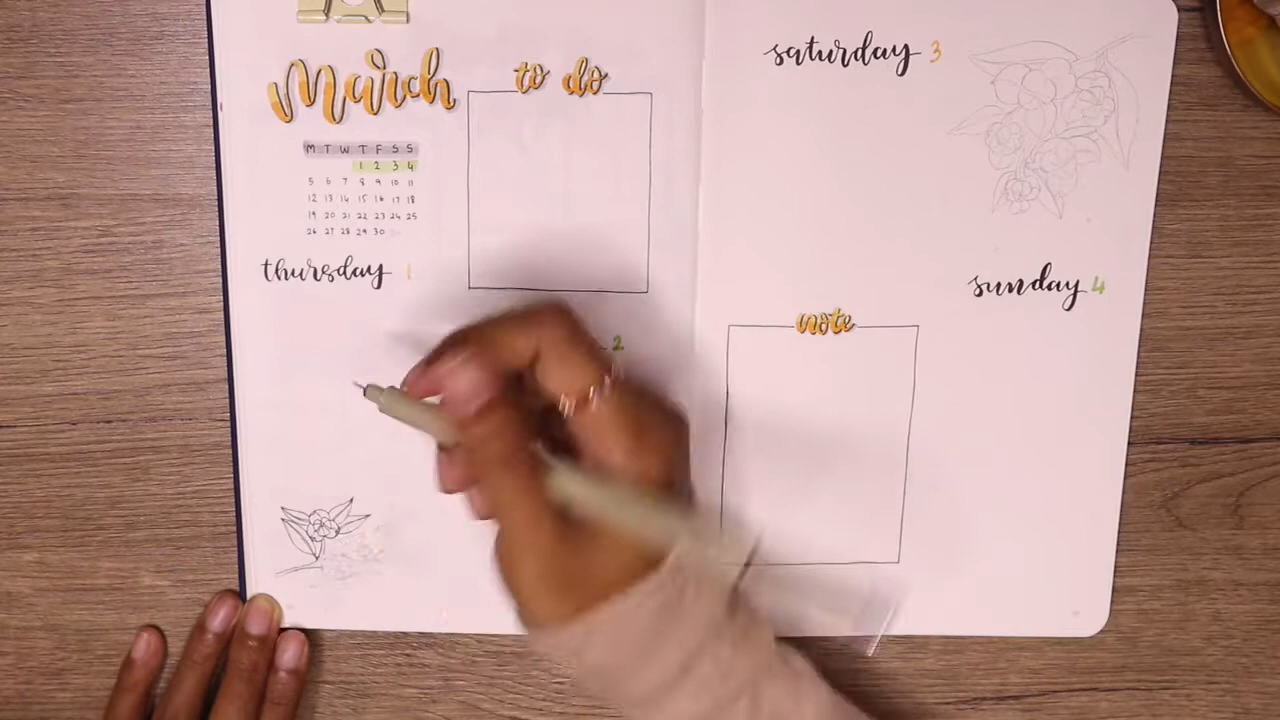 March
M T W T F S S
1 2 3 4
5 6 7 8 9 10 11
12 13 14 15 16 17 18
19 20 21 22 23 24 25
26 27 28 29 30
thursday 1
to do
2
saturday 3
sunday 4
note